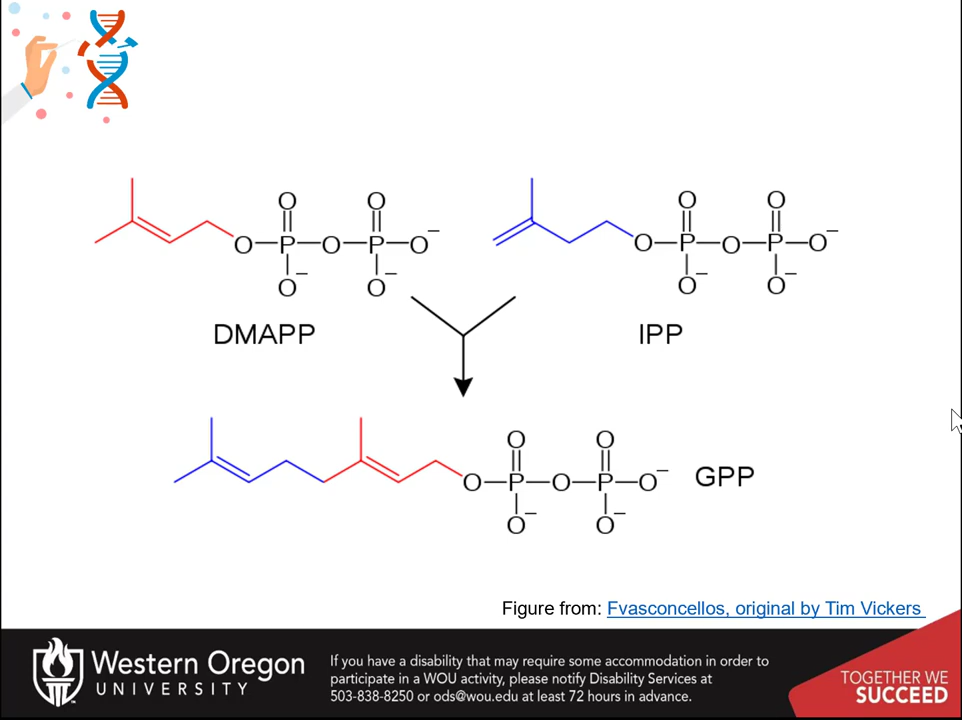 O O
O—P—O—P—O−
O− O−
O O
O—P—O—P—O−
O− O−
DMAPP
IPP
O O
O—P—O—P—O−
O− O−
GPP
Figure from: Fvasconcellos, original by Tim Vickers
Western Oregon
UNIVERSITY
If you have a disability that may require some accommodation in order to
participate in a WOU activity, please notify Disability Services at
503-838-8250 or ods@wou.edu at least 72 hours in advance.
TOGETHER WE
SUCCEED